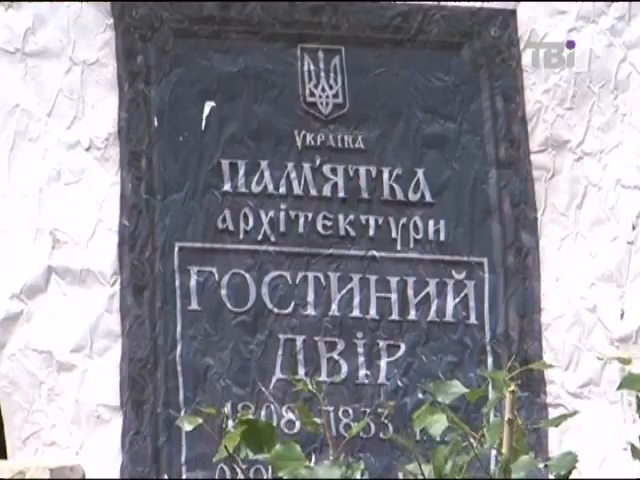 ТВі
УКРАЇНА
ПАМ'ЯТКА
АРХІТЕКТУРИ
ГОСТИНИЙ
ДВІР
1808 1833